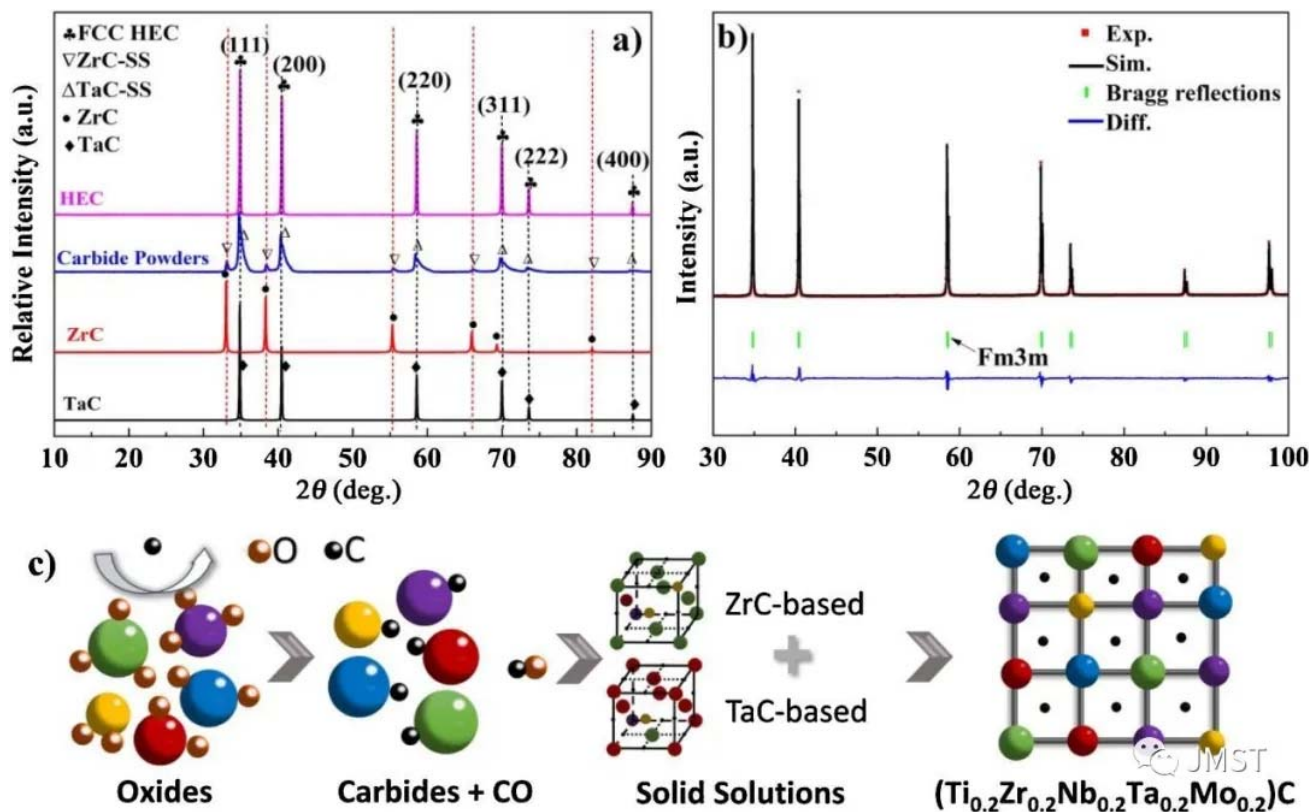 a)
♣FCC HEC
▽ZrC-SS
△TaC-SS
●ZrC
♦TaC
(111)
(200)
(220)
(311)
(222)
(400)
HEC
Carbide Powders
ZrC
TaC
Relative Intensity (a.u.)
10 20 30 40 50 60 70 80 90
2θ (deg.)
b)
Exp.
Sim.
Bragg reflections
Diff.
Fm3m
Intensity (a.u.)
30 40 50 60 70 80 90 100
2θ (deg.)
c)
O C
ZrC-based
+
TaC-based
Oxides
Carbides + CO
Solid Solutions
(Ti0.2Zr0.2Nb0.2Ta0.2Mo0.2)C
JMST